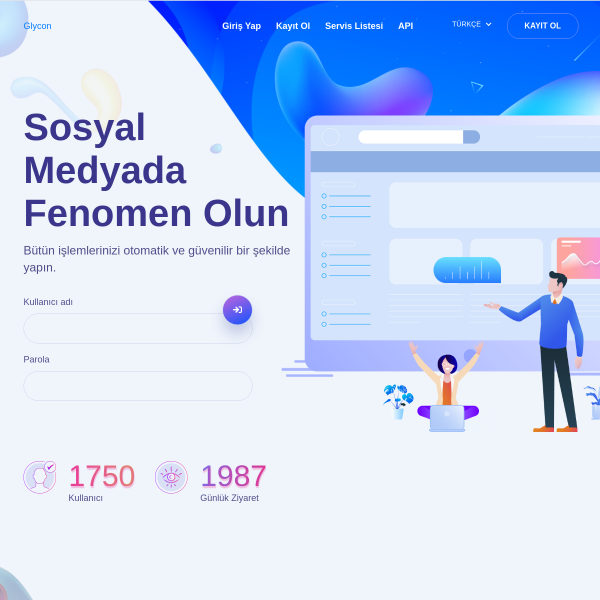 Glycon
Giriş Yap
Kayıt Ol
Servis Listesi
API
TÜRKÇE
KAYIT OL
Sosyal
Medyada
Fenomen Olun
Bütün işlemlerinizi otomatik ve güvenilir bir şekilde
yapın.
Kullanıcı adı
Parola
1750
Kullanıcı
1987
Günlük Ziyaret